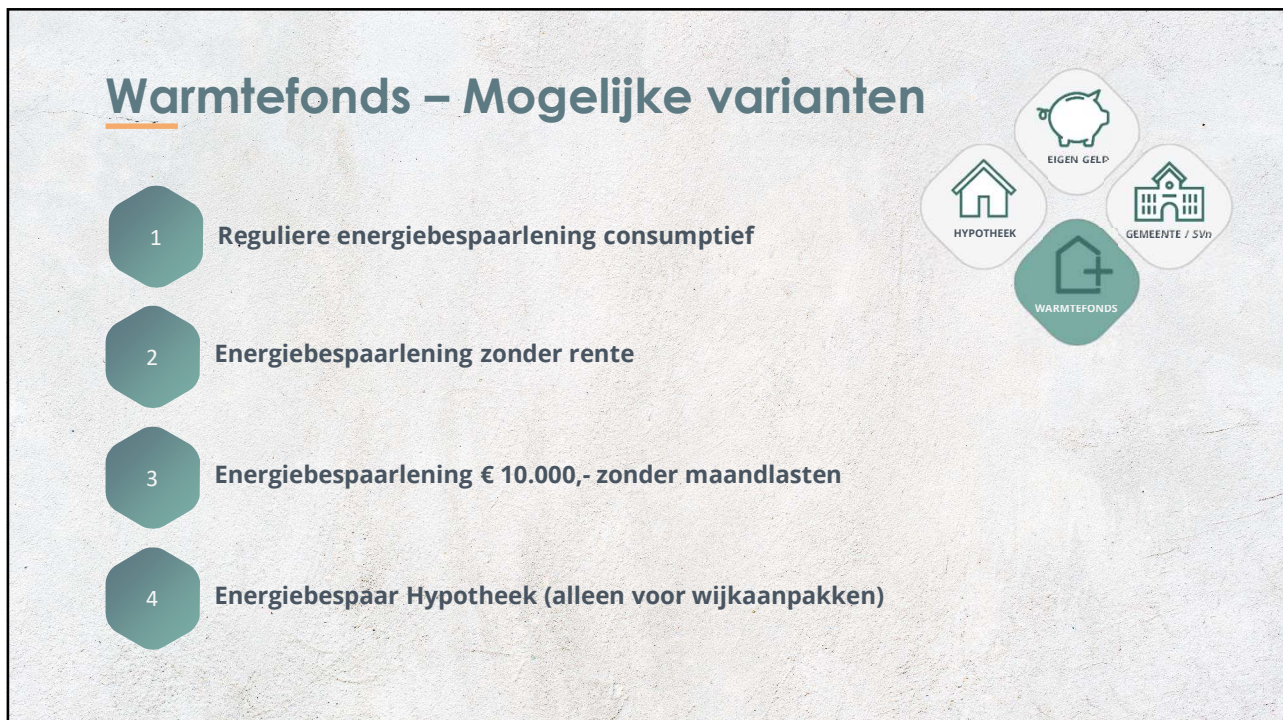 Warmtefonds – Mogelijke varianten
EIGEN GELD
HYPOTHEEK
GEMEENTE / SVn
WARMTEFONDS
1
Reguliere energiebespaarlening consumptief
2
Energiebespaarlening zonder rente
3
Energiebespaarlening € 10.000,- zonder maandlasten
4
Energiebespaar Hypotheek (alleen voor wijkaanpakken)